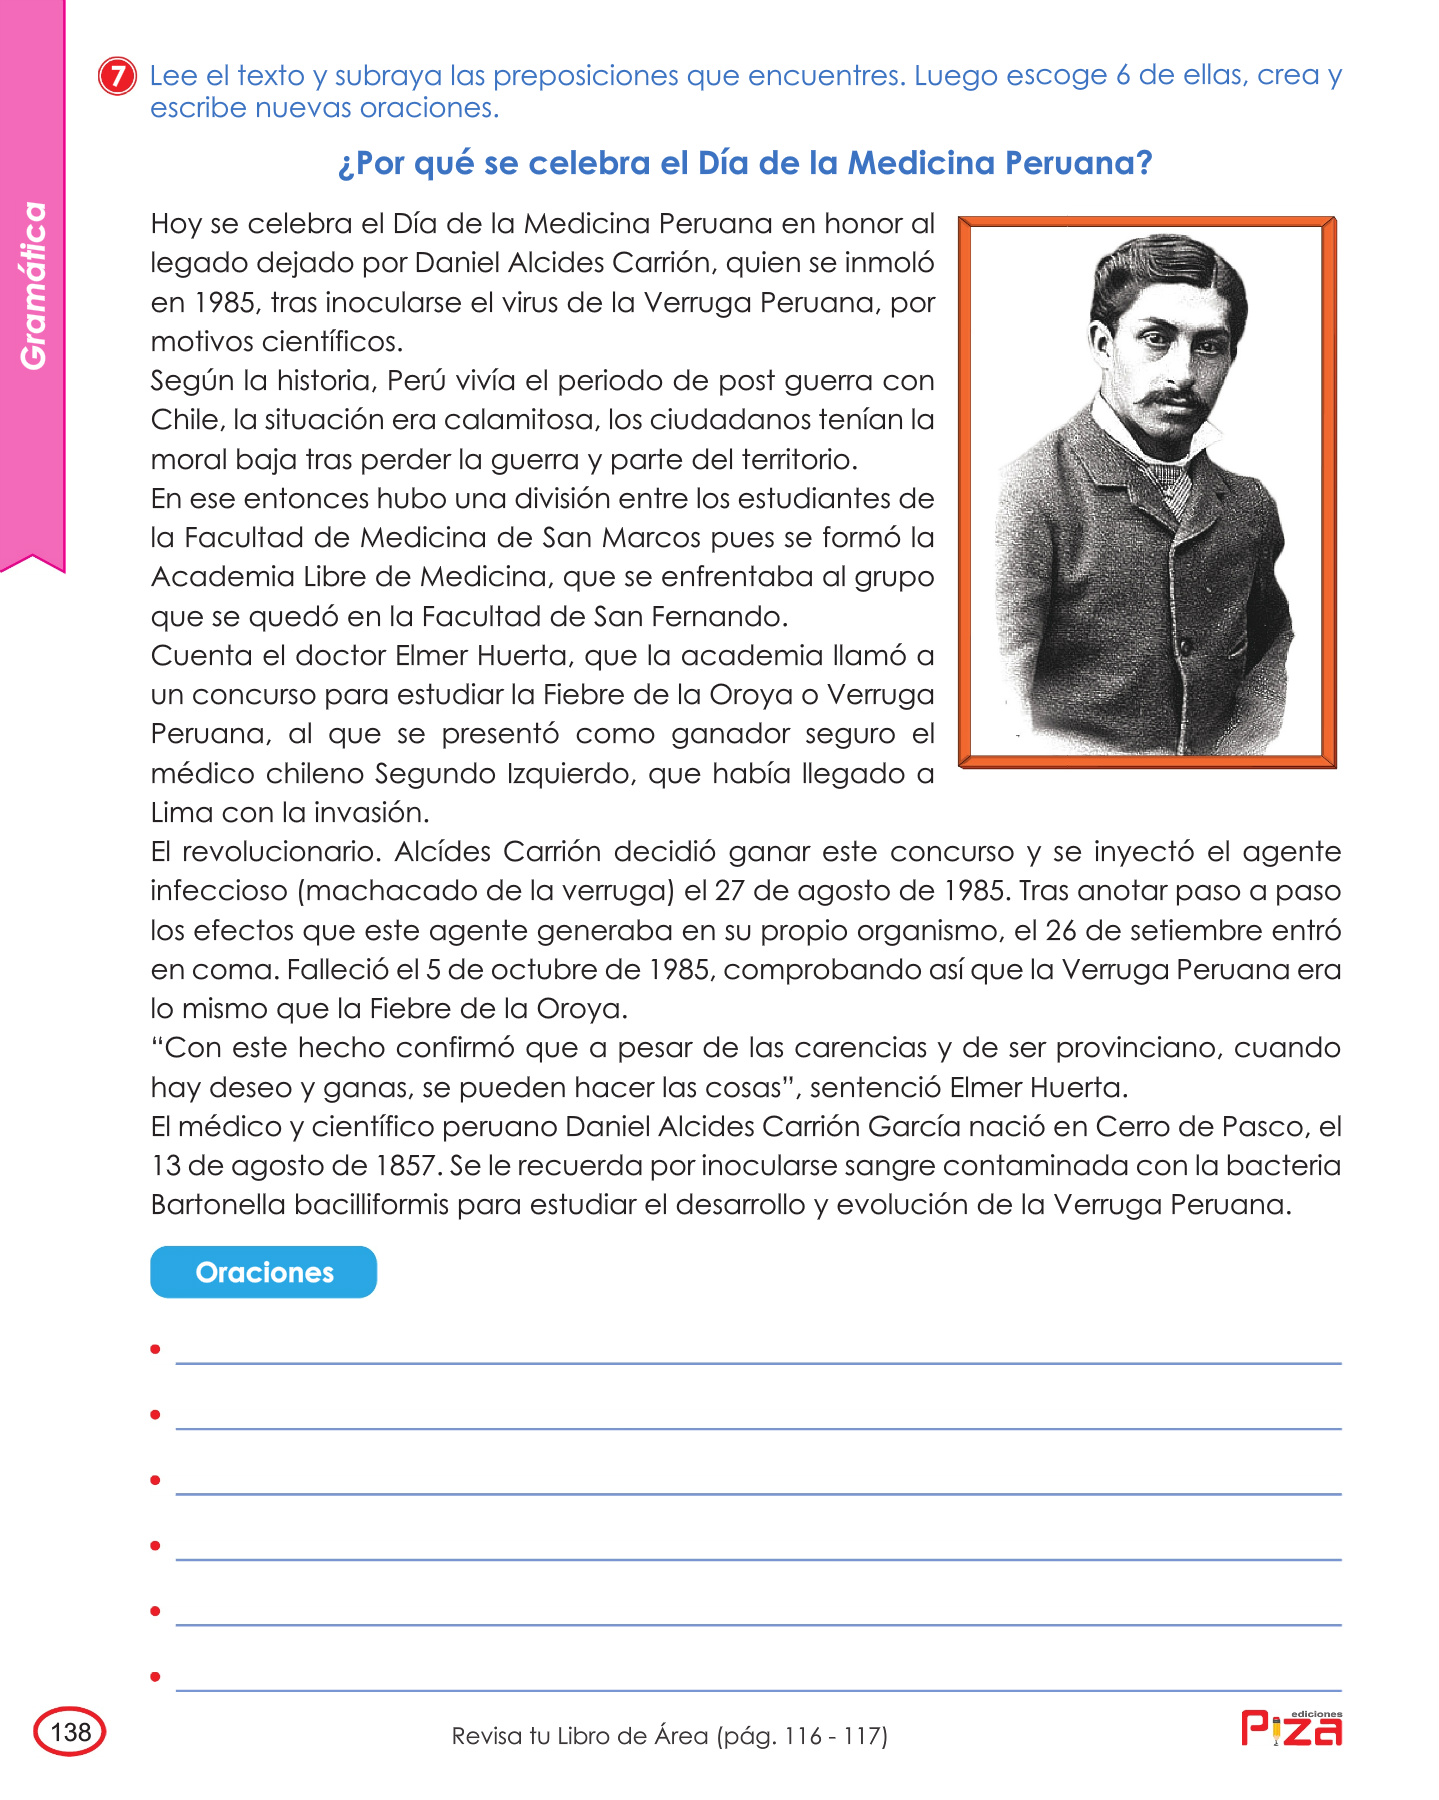 Gramática
7 Lee el texto y subraya las preposiciones que encuentres. Luego escoge 6 de ellas, crea y
escribe nuevas oraciones.
¿Por qué se celebra el Día de la Medicina Peruana?
Hoy se celebra el Día de la Medicina Peruana en honor al
legado dejado por Daniel Alcides Carrión, quien se inmoló
en 1985, tras inocularse el virus de la Verruga Peruana, por
motivos científicos.
Según la historia, Perú vivía el periodo de post guerra con
Chile, la situación era calamitosa, los ciudadanos tenían la
moral baja tras perder la guerra y parte del territorio.
En ese entonces hubo una división entre los estudiantes de
la Facultad de Medicina de San Marcos pues se formó la
Academia Libre de Medicina, que se enfrentaba al grupo
que se quedó en la Facultad de San Fernando.
Cuenta el doctor Elmer Huerta, que la academia llamó a
un concurso para estudiar la Fiebre de la Oroya o Verruga
Peruana, al que se presentó como ganador seguro el
médico chileno Segundo Izquierdo, que había llegado a
Lima con la invasión.
El revolucionario. Alcídes Carrión decidió ganar este concurso y se inyectó el agente
infeccioso (machacado de la verruga) el 27 de agosto de 1985. Tras anotar paso a paso
los efectos que este agente generaba en su propio organismo, el 26 de setiembre entró
en coma. Falleció el 5 de octubre de 1985, comprobando así que la Verruga Peruana era
lo mismo que la Fiebre de la Oroya.
“Con este hecho confirmó que a pesar de las carencias y de ser provinciano, cuando
hay deseo y ganas, se pueden hacer las cosas”, sentenció Elmer Huerta.
El médico y científico peruano Daniel Alcides Carrión García nació en Cerro de Pasco, el
13 de agosto de 1857. Se le recuerda por inocularse sangre contaminada con la bacteria
Bartonella bacilliformis para estudiar el desarrollo y evolución de la Verruga Peruana.
Oraciones
138
Revisa tu Libro de Área (pág. 116 - 117)
ediciones
Piza